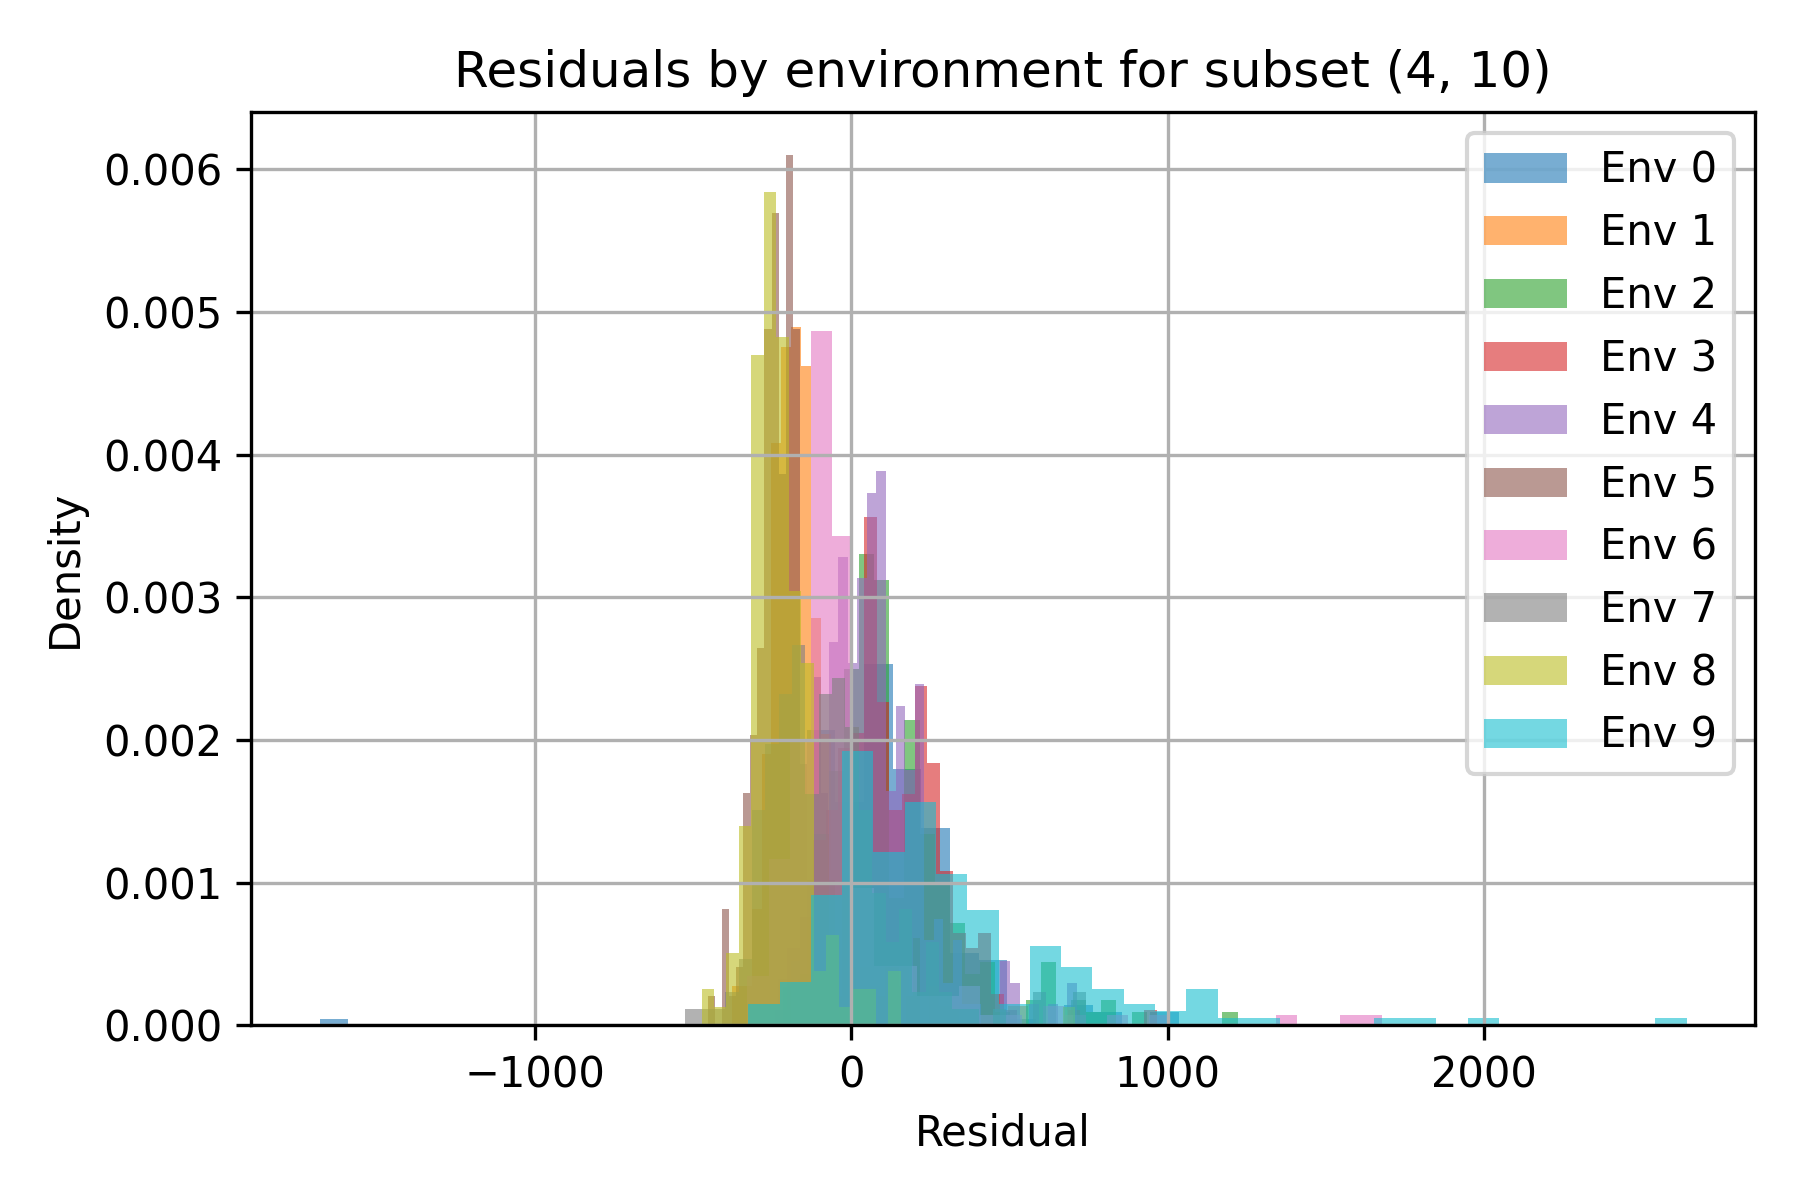 Residuals by environment for subset (4, 10)
0.006
0.005
0.004
0.003
0.002
0.001
0.000
Density
−1000
0
1000
2000
Residual
Env 0
Env 1
Env 2
Env 3
Env 4
Env 5
Env 6
Env 7
Env 8
Env 9